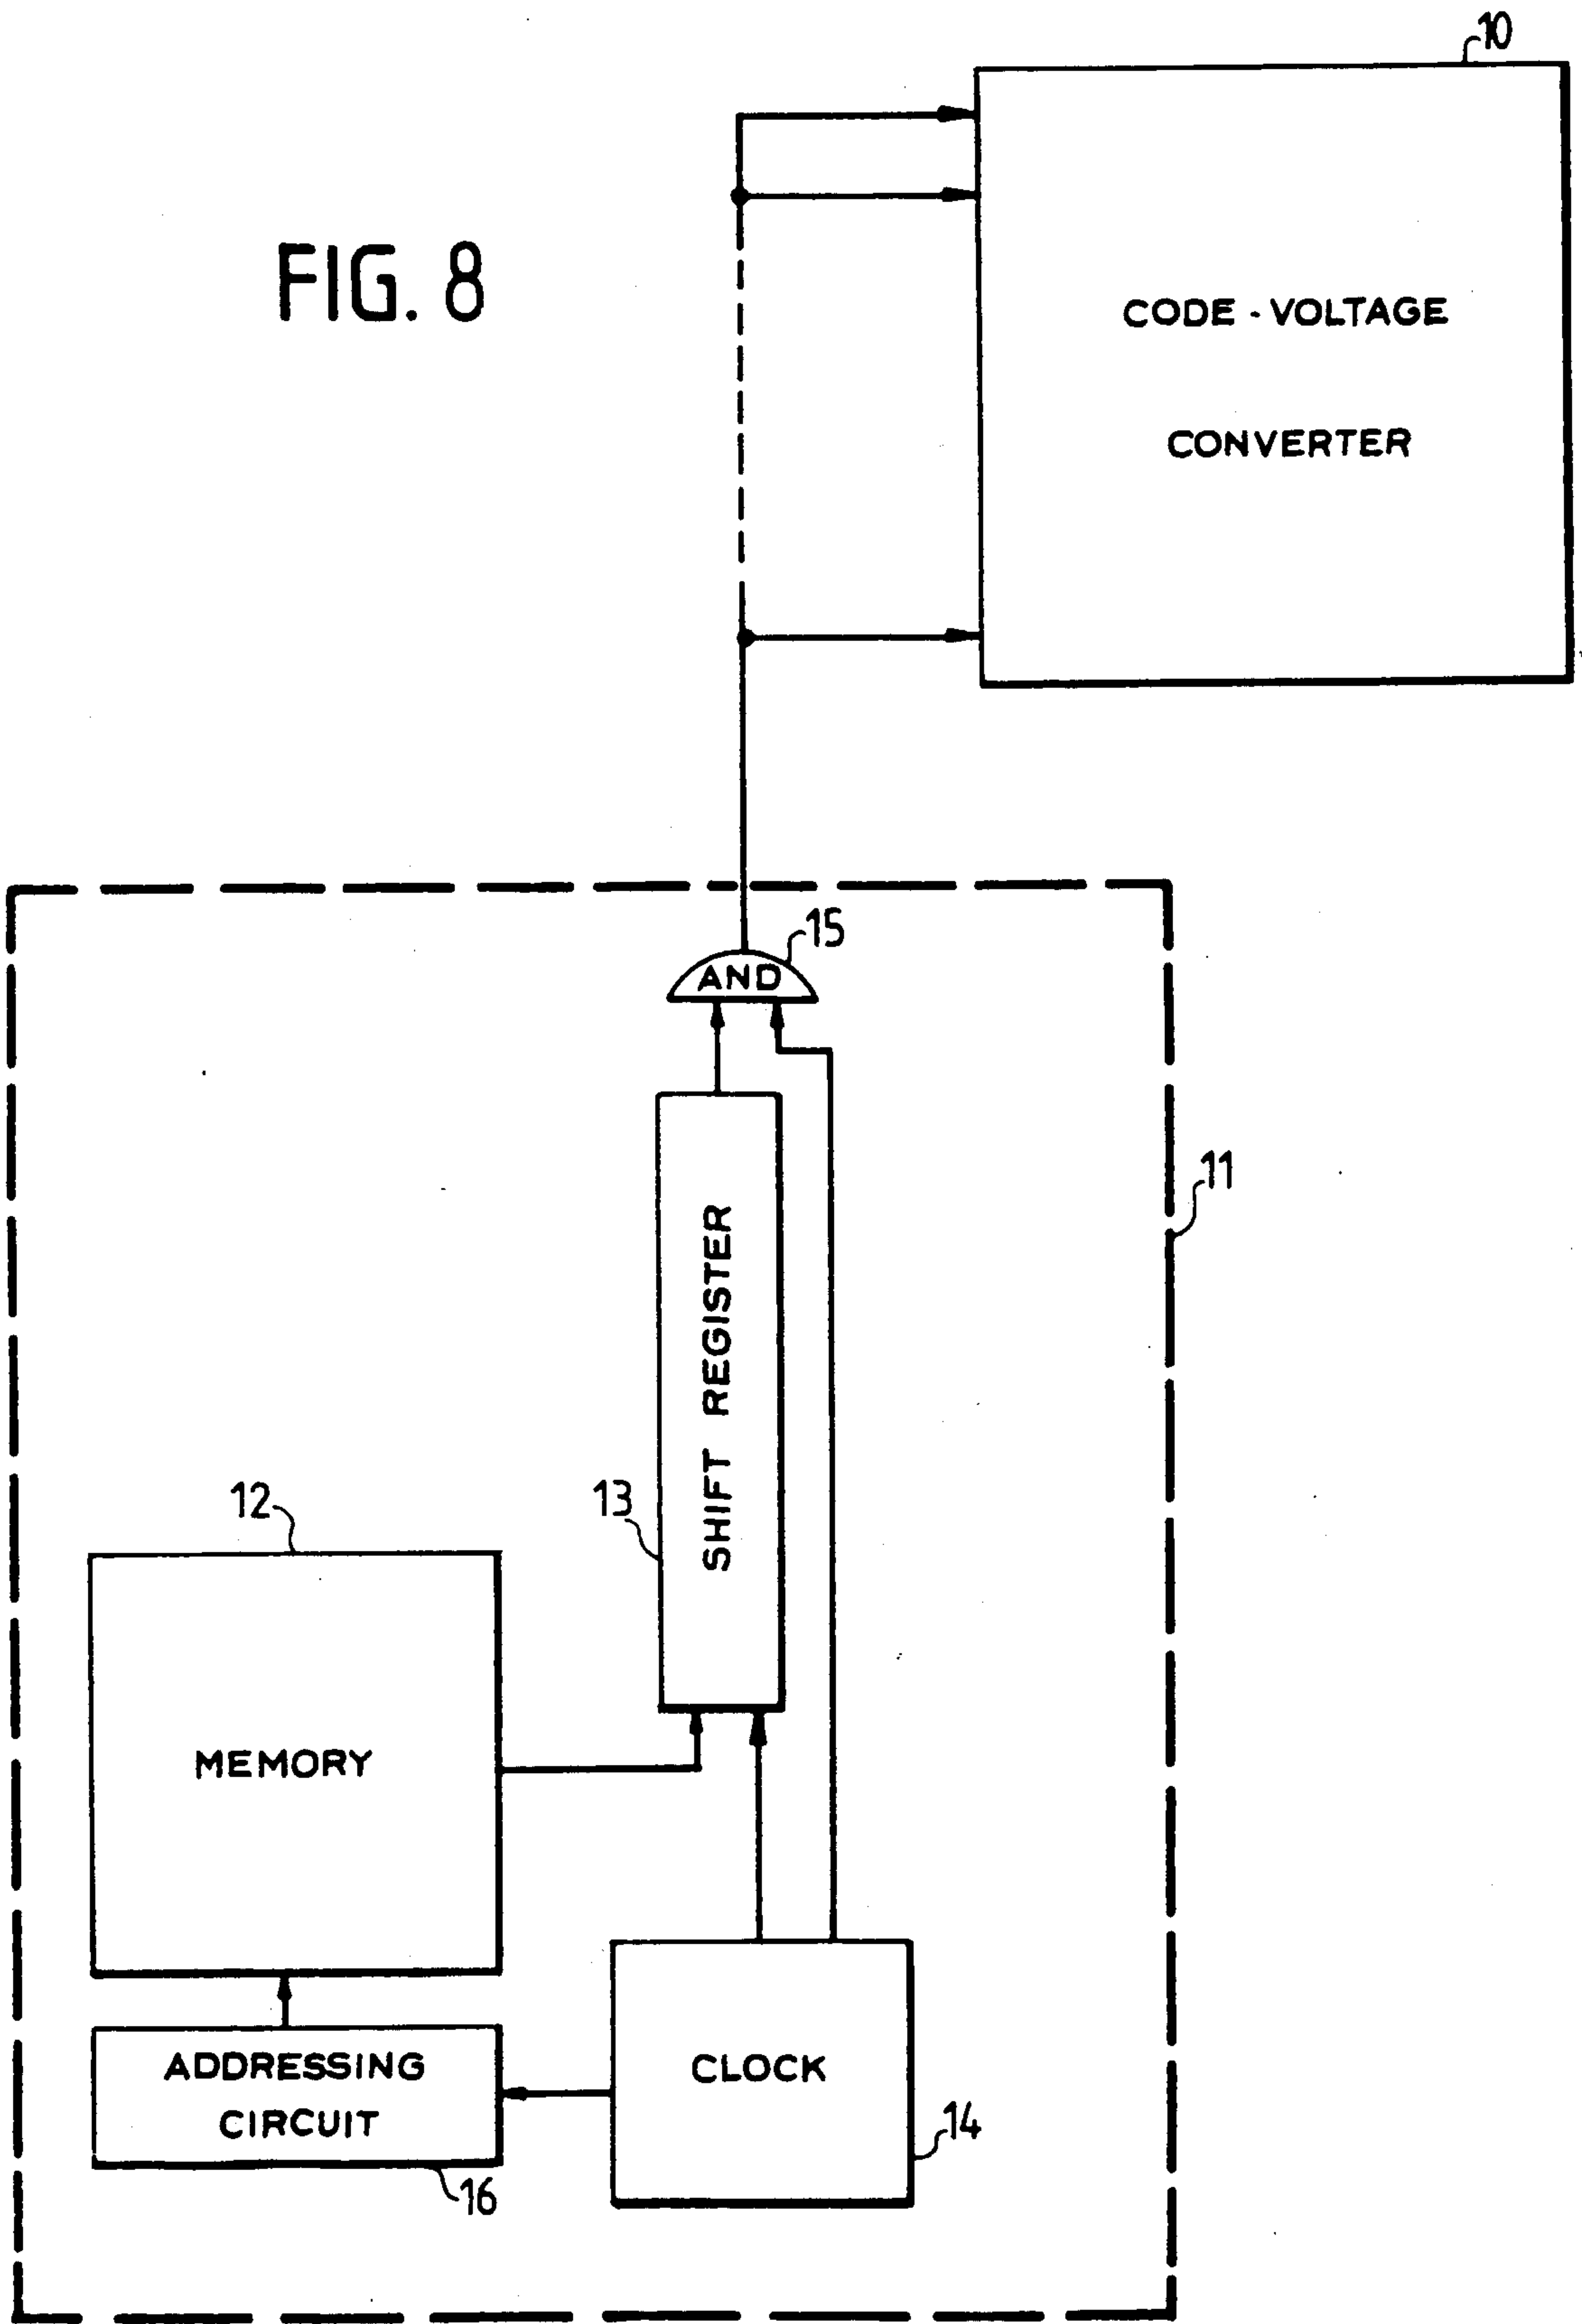 10
FIG. 8
CODE - VOLTAGE
CONVERTER
15
AND
11
SHIFT REGISTER
13
12
MEMORY
ADDRESSING
CIRCUIT
CLOCK
14
16